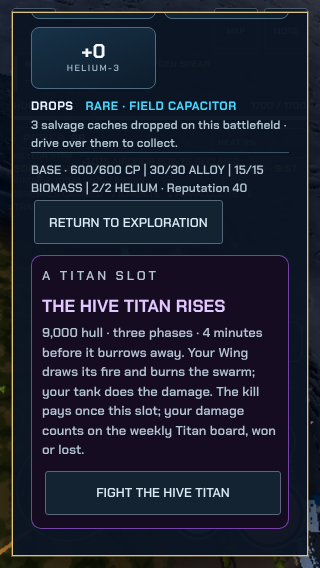 +0
HELIUM-3
DROPS RARE · FIELD CAPACITOR
3 salvage caches dropped on this battlefield ·
drive over them to collect.
BASE · 600/600 CP | 30/30 ALLOY | 15/15
BIOMASS | 2/2 HELIUM · Reputation 40
RETURN TO EXPLORATION
A TITAN SLOT
THE HIVE TITAN RISES
9,000 hull · three phases · 4 minutes
before it burrows away. Your Wing
draws its fire and burns the swarm;
your tank does the damage. The kill
pays once this slot; your damage
counts on the weekly Titan board, won
or lost.
FIGHT THE HIVE TITAN